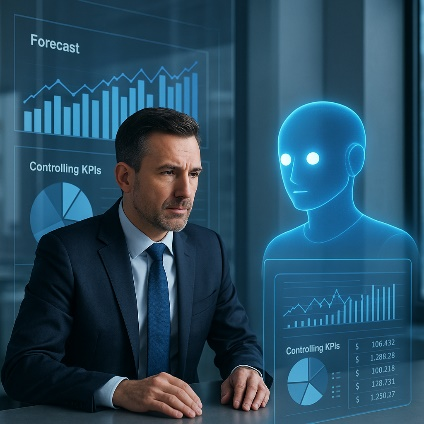 Forecast
Controlling KPIs
Controlling KPIs
$ 106.432
$ 1.288.28
$ 100.218
$ 128.731
$ 1.250.27